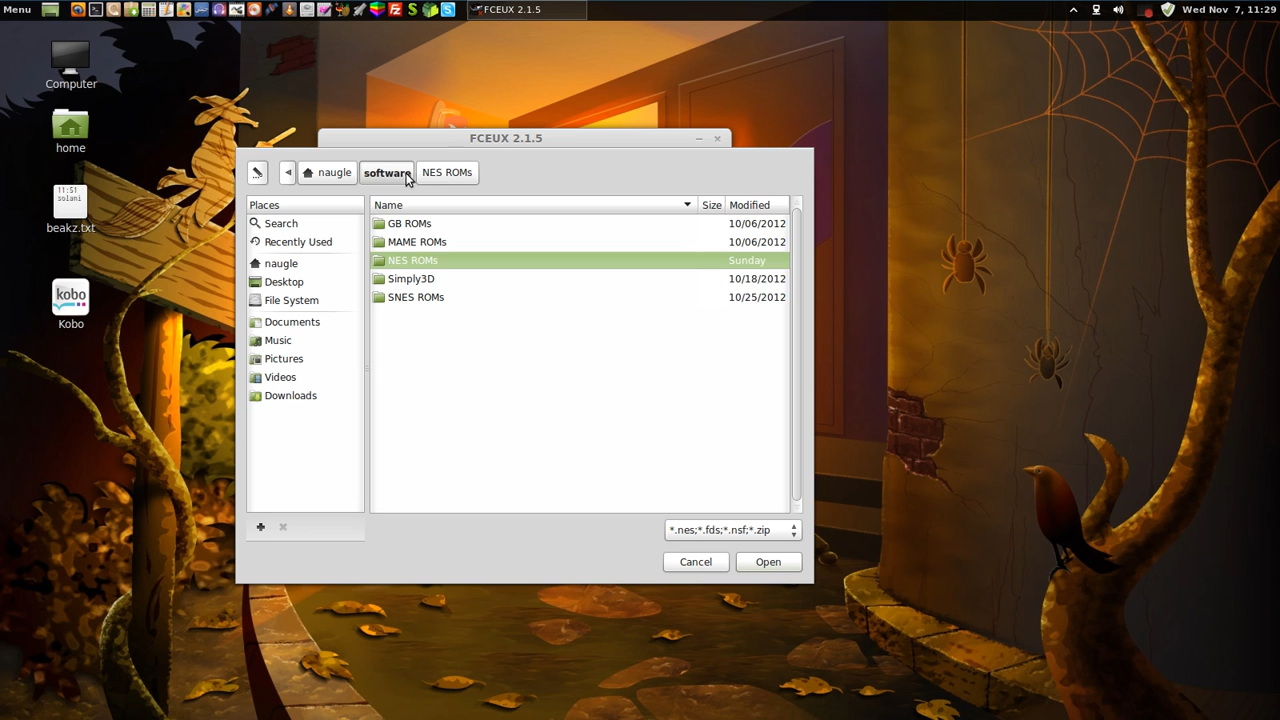 Menu
FCEUX 2.1.5
Wed Nov 7, 11:29
Computer
home
11:51
solani
beakz.txt
kobo
Kobo
FCEUX 2.1.5
naugle
software
NES ROMs
Places
Search
Recently Used
naugle
Desktop
File System
Documents
Music
Pictures
Videos
Downloads
Name
Size
Modified
GB ROMs
10/06/2012
MAME ROMs
10/06/2012
NES ROMs
Sunday
Simply3D
10/18/2012
SNES ROMs
10/25/2012
*.nes;*.fds;*.nsf;*.zip
Cancel
Open